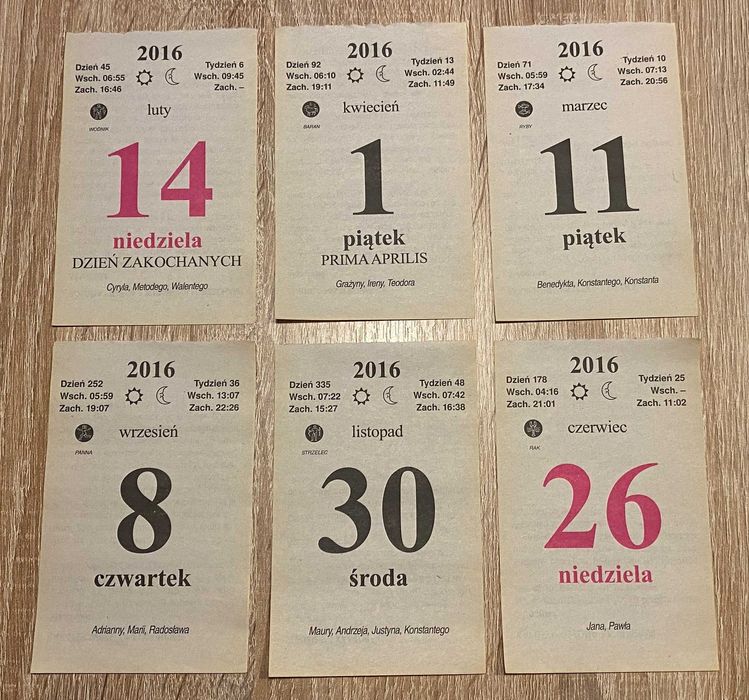 2016
Dzień 45
Wsch. 06:55
Zach. 16:46
Tydzień 6
Wsch. 09:45
Zach. –
luty
WODNIK
14
niedziela
DZIEŃ ZAKOCHANYCH
Cyryla, Metodego, Walentego
2016
Dzień 92
Wsch. 06:10
Zach. 19:11
Tydzień 13
Wsch. 02:44
Zach. 11:49
kwiecień
BARAN
1
piątek
PRIMA APRILIS
Grażyny, Ireny, Teodora
2016
Dzień 71
Wsch. 05:59
Zach. 17:34
Tydzień 10
Wsch. 07:13
Zach. 20:56
marzec
RYBY
11
piątek
Benedykta, Konstantego, Konstanta
2016
Dzień 252
Wsch. 05:59
Zach. 19:07
Tydzień 36
Wsch. 13:07
Zach. 22:26
wrzesień
PANNA
8
czwartek
Adrianny, Marii, Radosława
2016
Dzień 335
Wsch. 07:22
Zach. 15:27
Tydzień 48
Wsch. 07:42
Zach. 16:38
listopad
STRZELEC
30
środa
Maury, Andrzeja, Justyna, Konstantego
2016
Dzień 178
Wsch. 04:16
Zach. 21:01
Tydzień 25
Wsch. –
Zach. 11:02
czerwiec
RAK
26
niedziela
Jana, Pawła